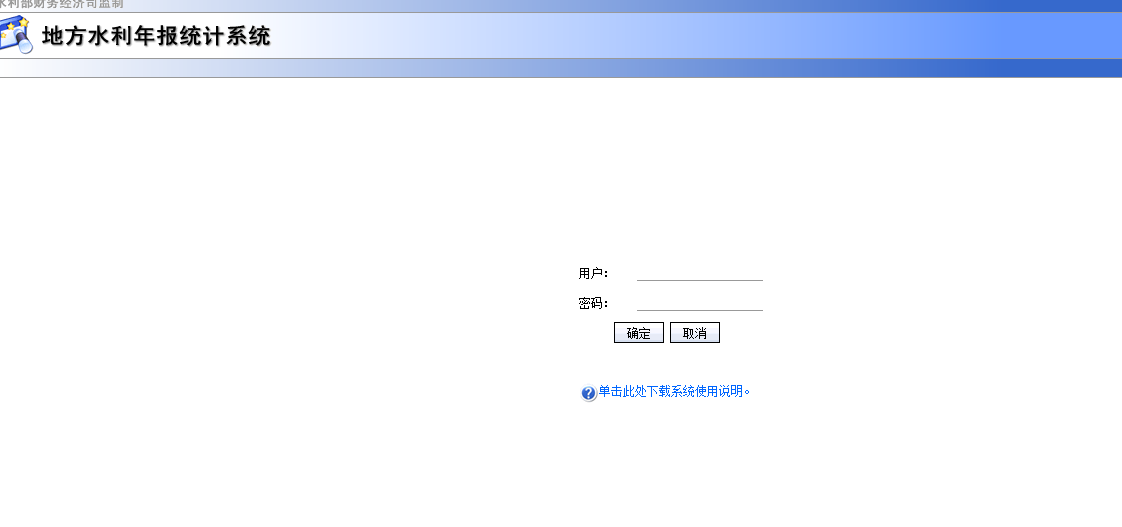 水利部财务经济司监制
地方水利年报统计系统
用户：
密码：
确定 取消
单击此处下载系统使用说明。